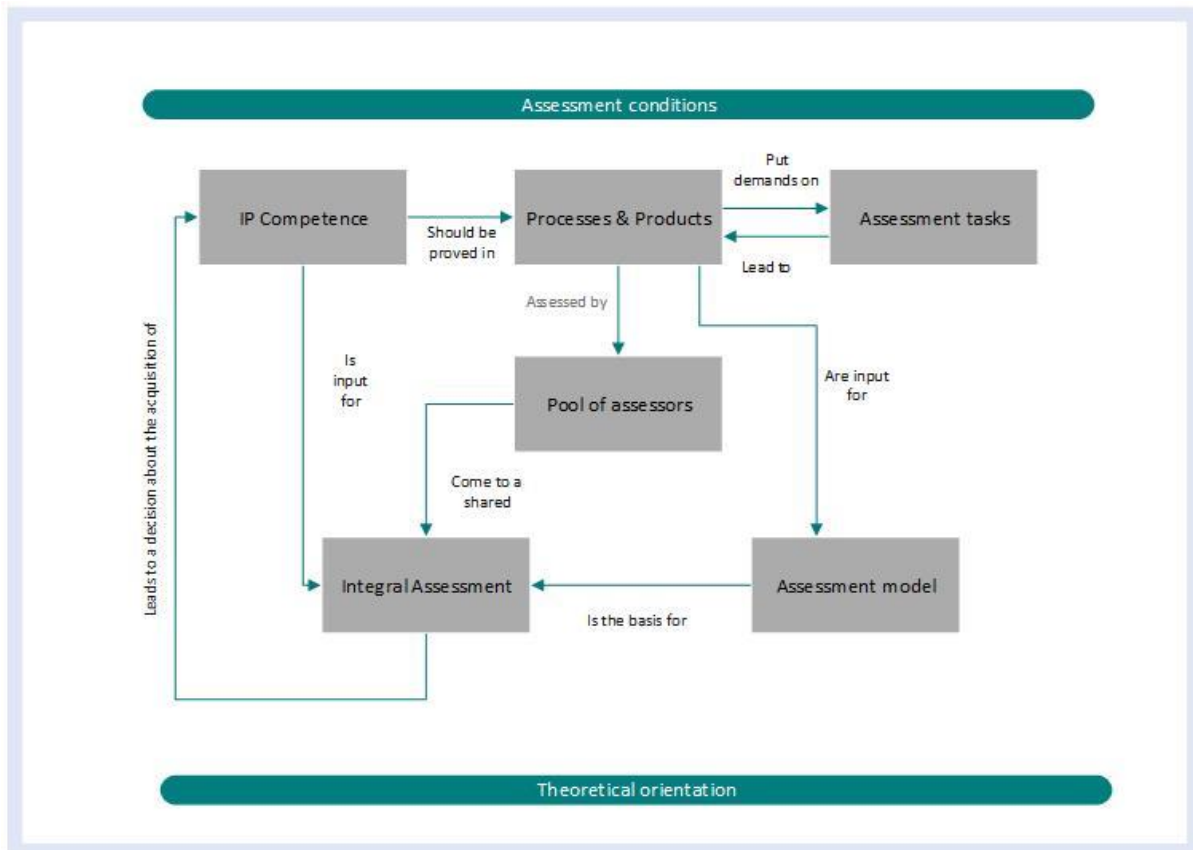 Assessment conditions
Put
demands on
IP Competence
Processes & Products
Assessment tasks
Should be
proved in
Lead to
Assessed by
Leads to a decision about the acquisition of
Is
input
for
Are input
for
Pool of assessors
Come to a
shared
Integral Assessment
Assessment model
Is the basis for
Theoretical orientation